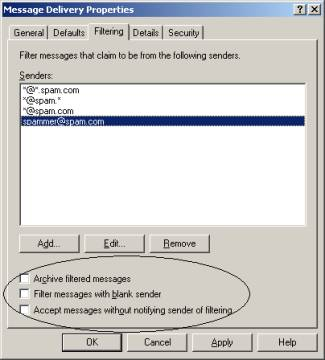 Message Delivery Properties
General Defaults Filtering Details Security
Filter messages that claim to be from the following senders.
Senders:
*@*.spam.com
*@spam.*
*@spam.com
spammer@spam.com
Add... Edit... Remove
Archive filtered messages
Filter messages with blank sender
Accept messages without notifying sender of filtering
OK Cancel Apply Help